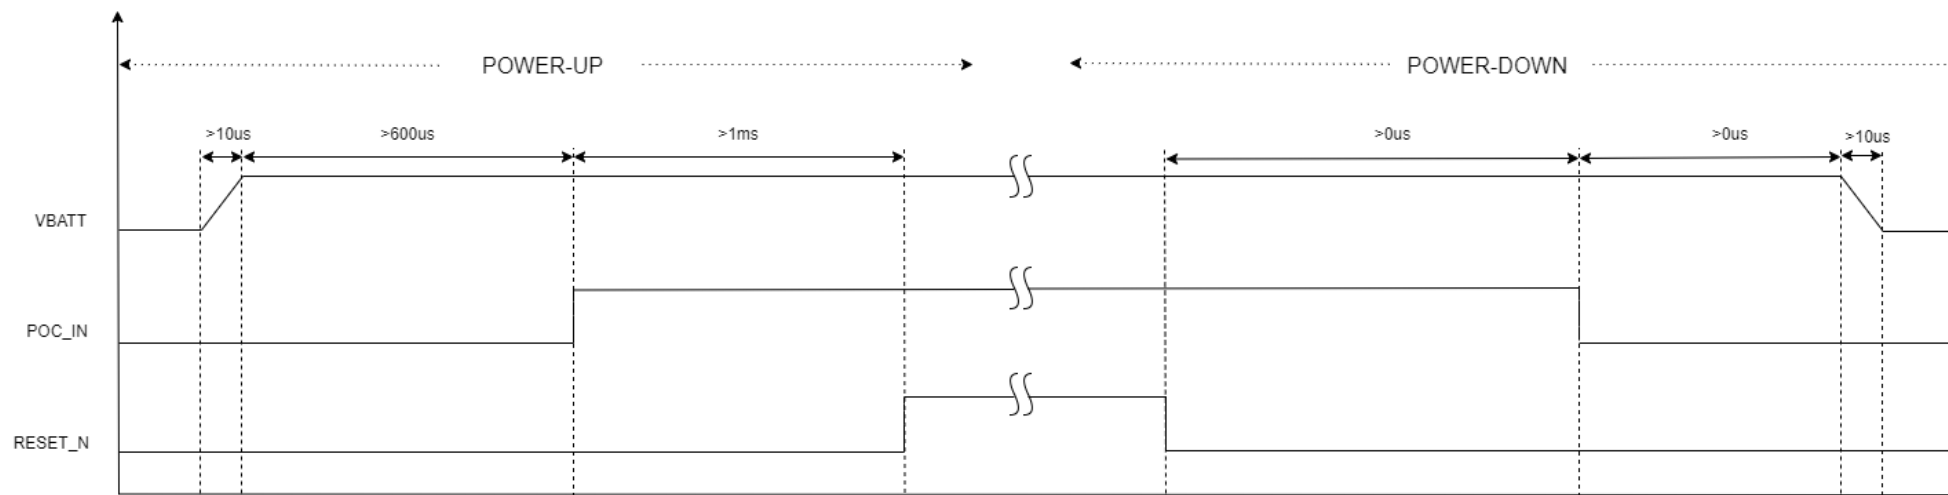 POWER-UP
POWER-DOWN
>10us
>600us
>1ms
>0us
>0us
>10us
VBATT
POC_IN
RESET_N